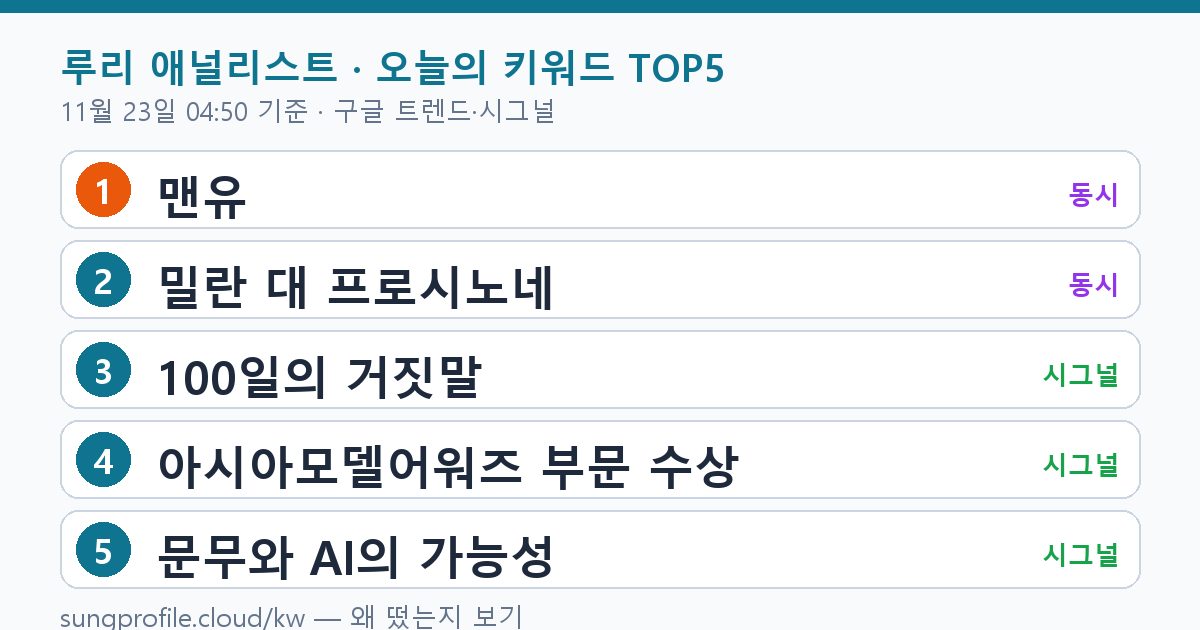 루리 애널리스트 · 오늘의 키워드 TOP5
11월 23일 04:50 기준 · 구글 트렌드·시그널
1 맨유 동시
2 밀란 대 프로시노네 동시
3 100일의 거짓말 시그널
4 아시아모델어워즈 부문 수상 시그널
5 문무와 AI의 가능성 시그널
sungprofile.cloud/kw — 왜 떴는지 보기